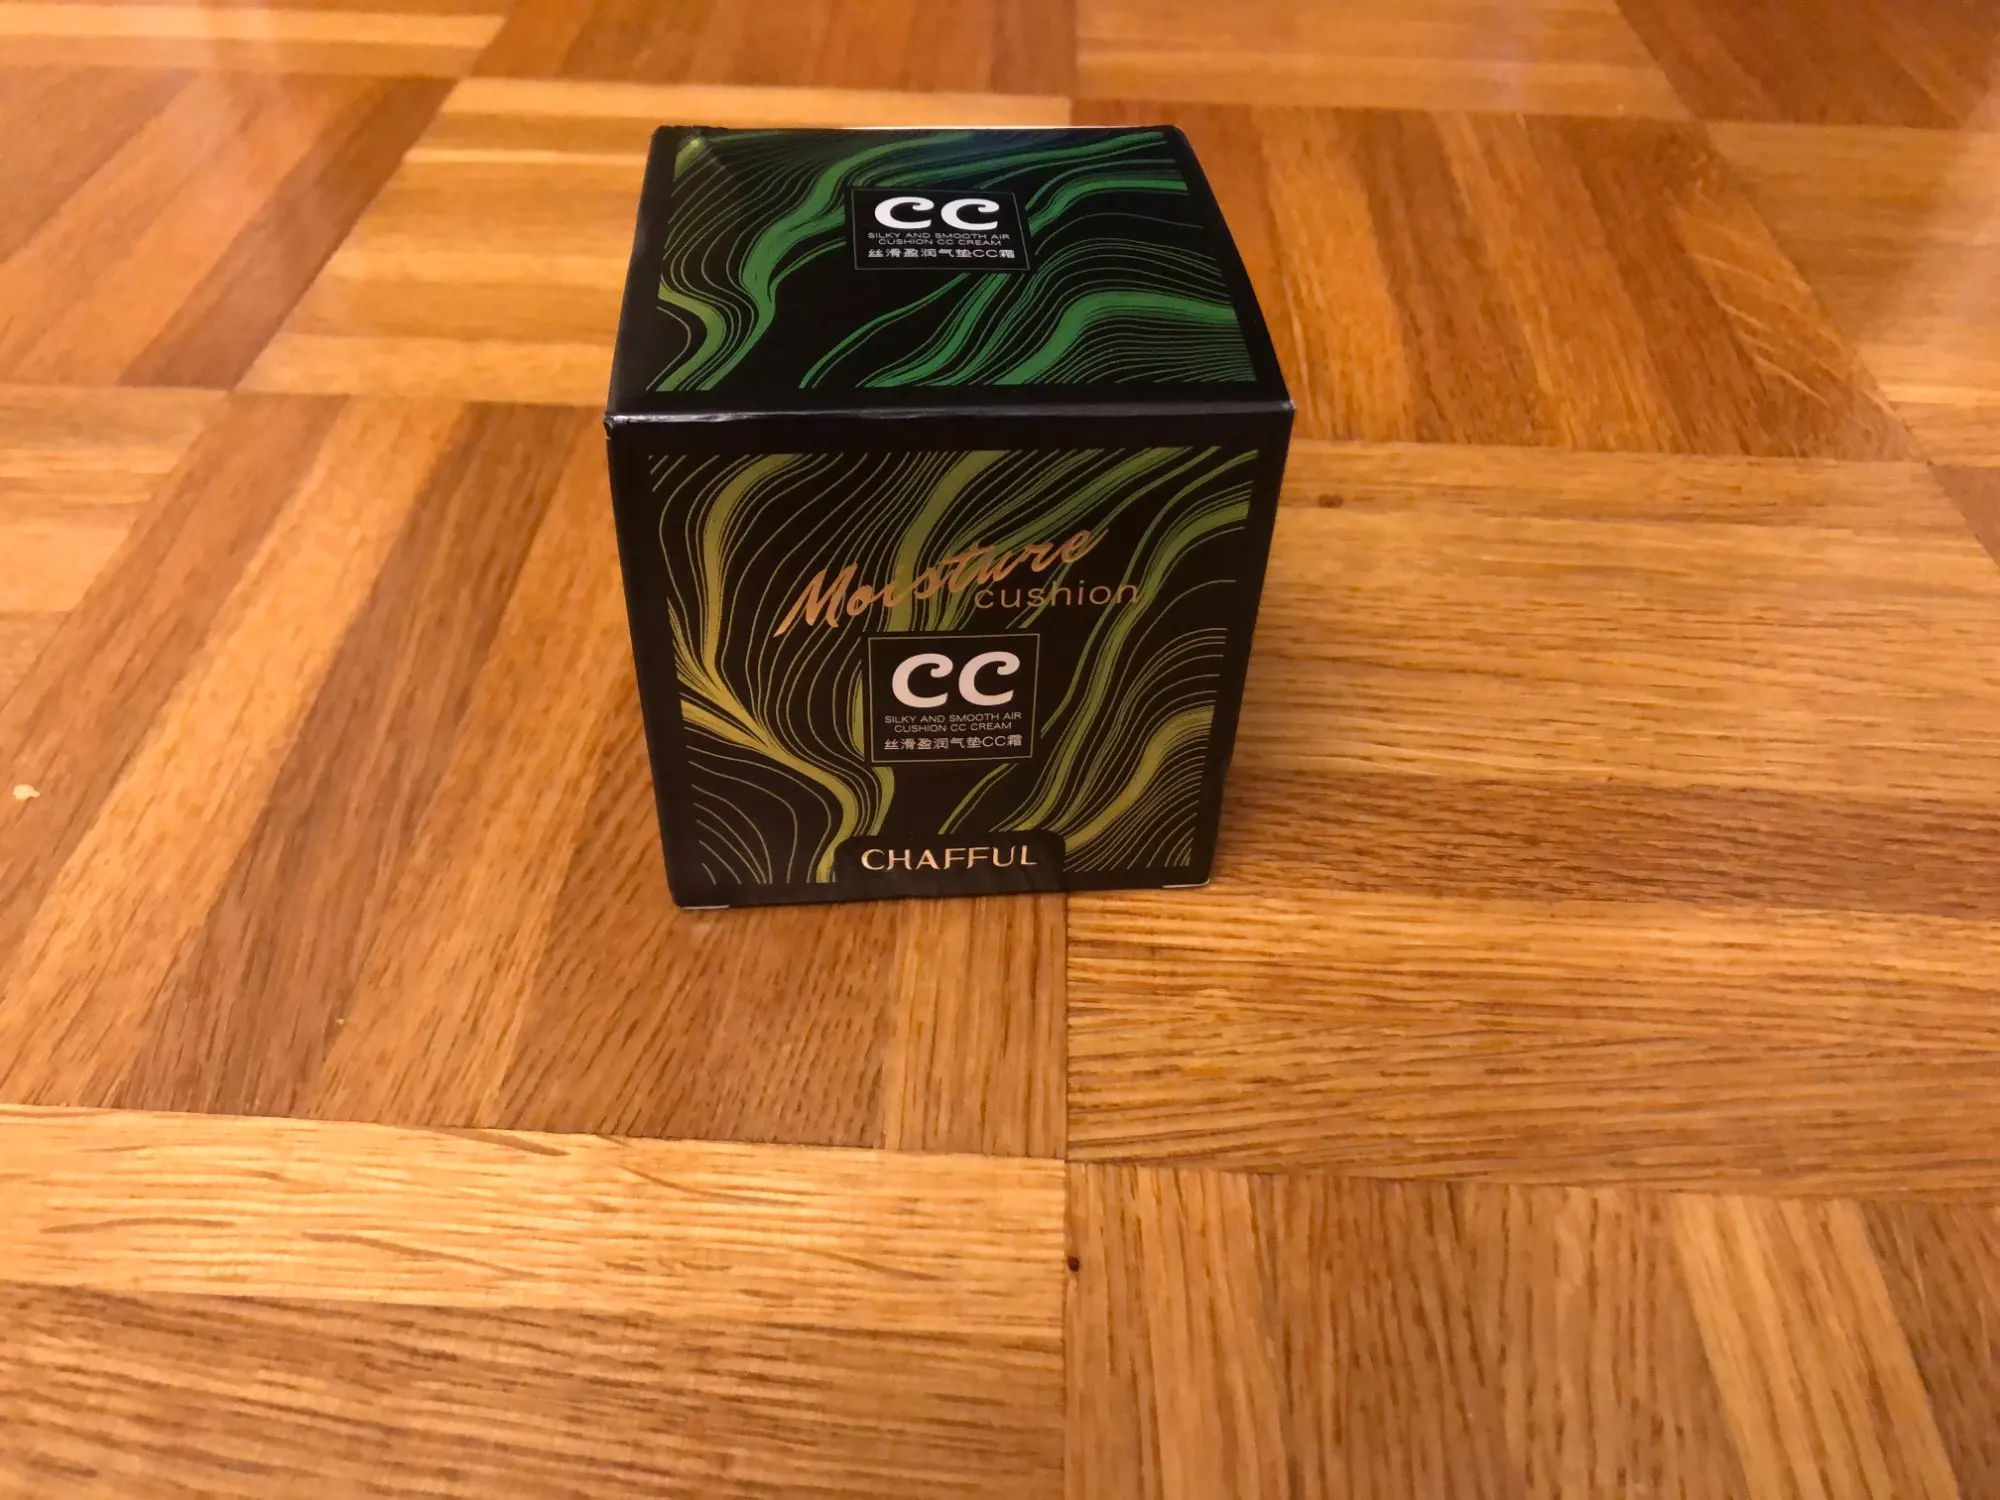 CC
SILKY AND SMOOTH AIR
CUSHION CC CREAM
丝滑盈润气垫CC霜
Moisture
cushion
CC
SILKY AND SMOOTH AIR
CUSHION CC CREAM
丝滑盈润气垫CC霜
CHAFFUL